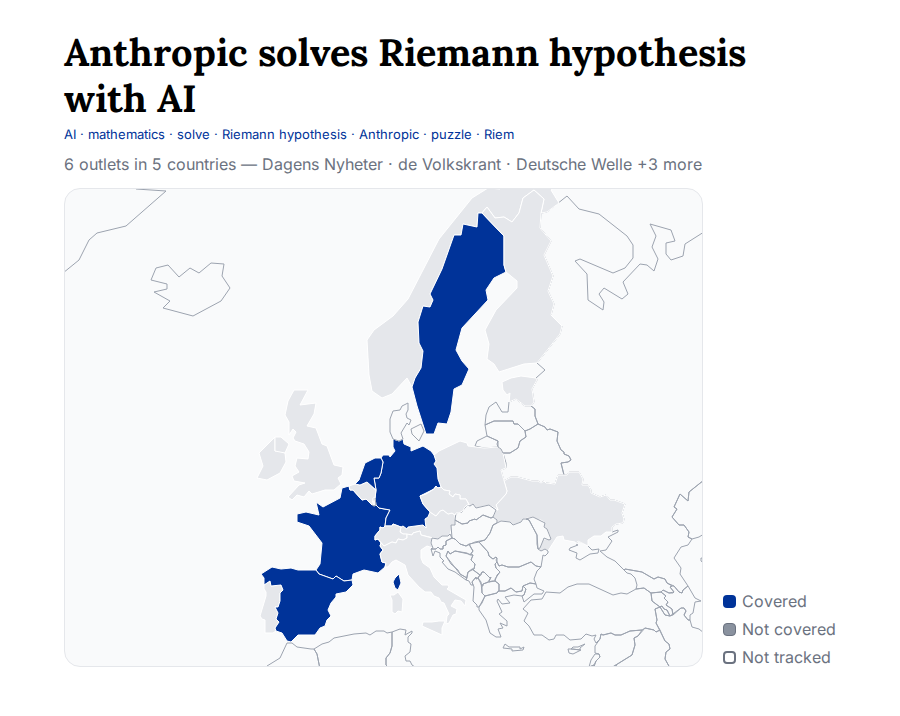 Anthropic solves Riemann hypothesis
with AI
AI · mathematics · solve · Riemann hypothesis · Anthropic · puzzle · Riem
6 outlets in 5 countries — Dagens Nyheter · de Volkskrant · Deutsche Welle +3 more
Covered
Not covered
Not tracked